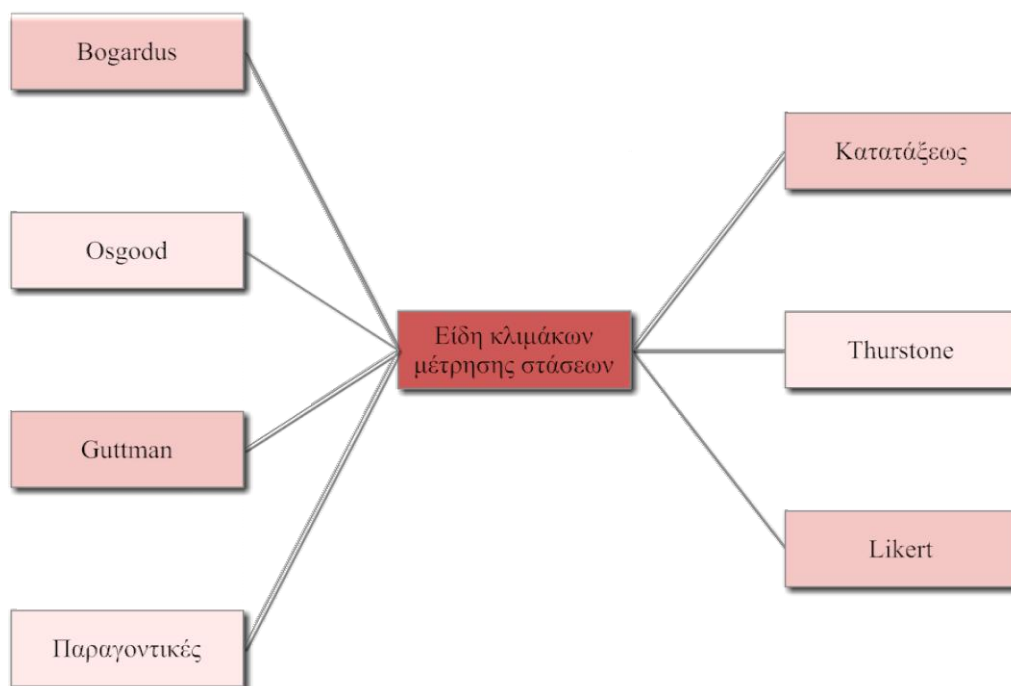 Bogardus
Osgood
Guttman
Παραγοντικές
Είδη κλιμάκων
μέτρησης στάσεων
Κατατάξεως
Thurstone
Likert